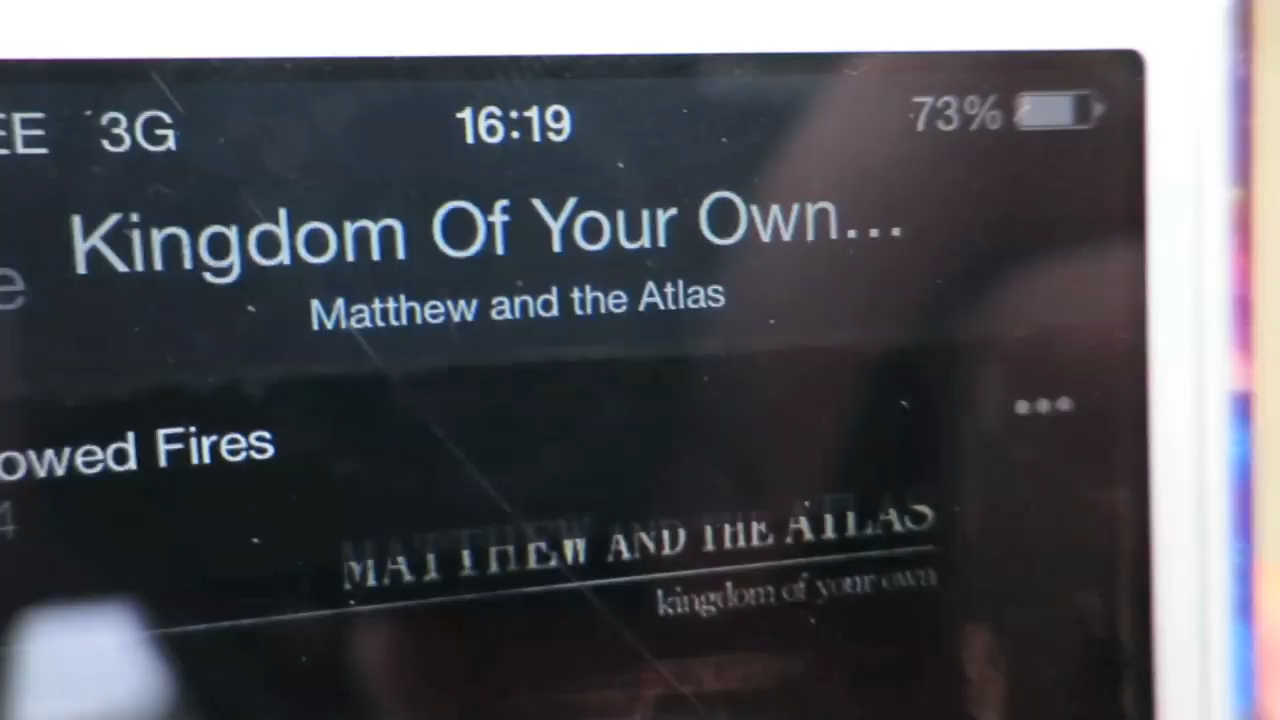 EE 3G 16:19 73%
Kingdom Of Your Own...
Matthew and the Atlas
owed Fires
4
MATTHEW AND THE ATLAS
kingdom of your own